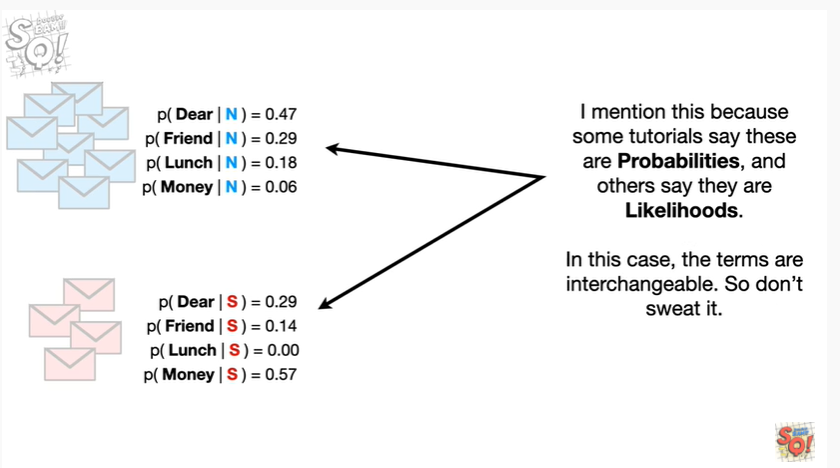 p( Dear | N ) = 0.47
p( Friend | N ) = 0.29
p( Lunch | N ) = 0.18
p( Money | N ) = 0.06
p( Dear | S ) = 0.29
p( Friend | S ) = 0.14
p( Lunch | S ) = 0.00
p( Money | S ) = 0.57
I mention this because
some tutorials say these
are Probabilities, and
others say they are
Likelihoods.
In this case, the terms are
interchangeable. So don’t
sweat it.
SQ!
SQ!